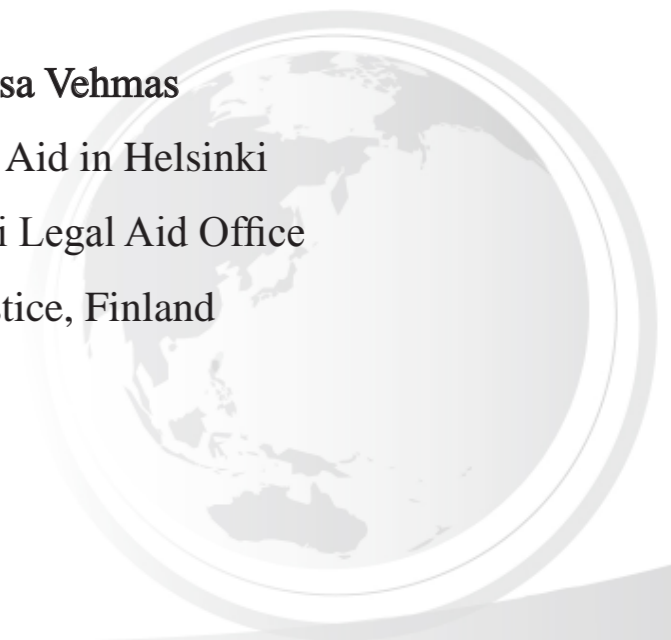 sa Vehmas
Aid in Helsinki
i Legal Aid Office
tice, Finland